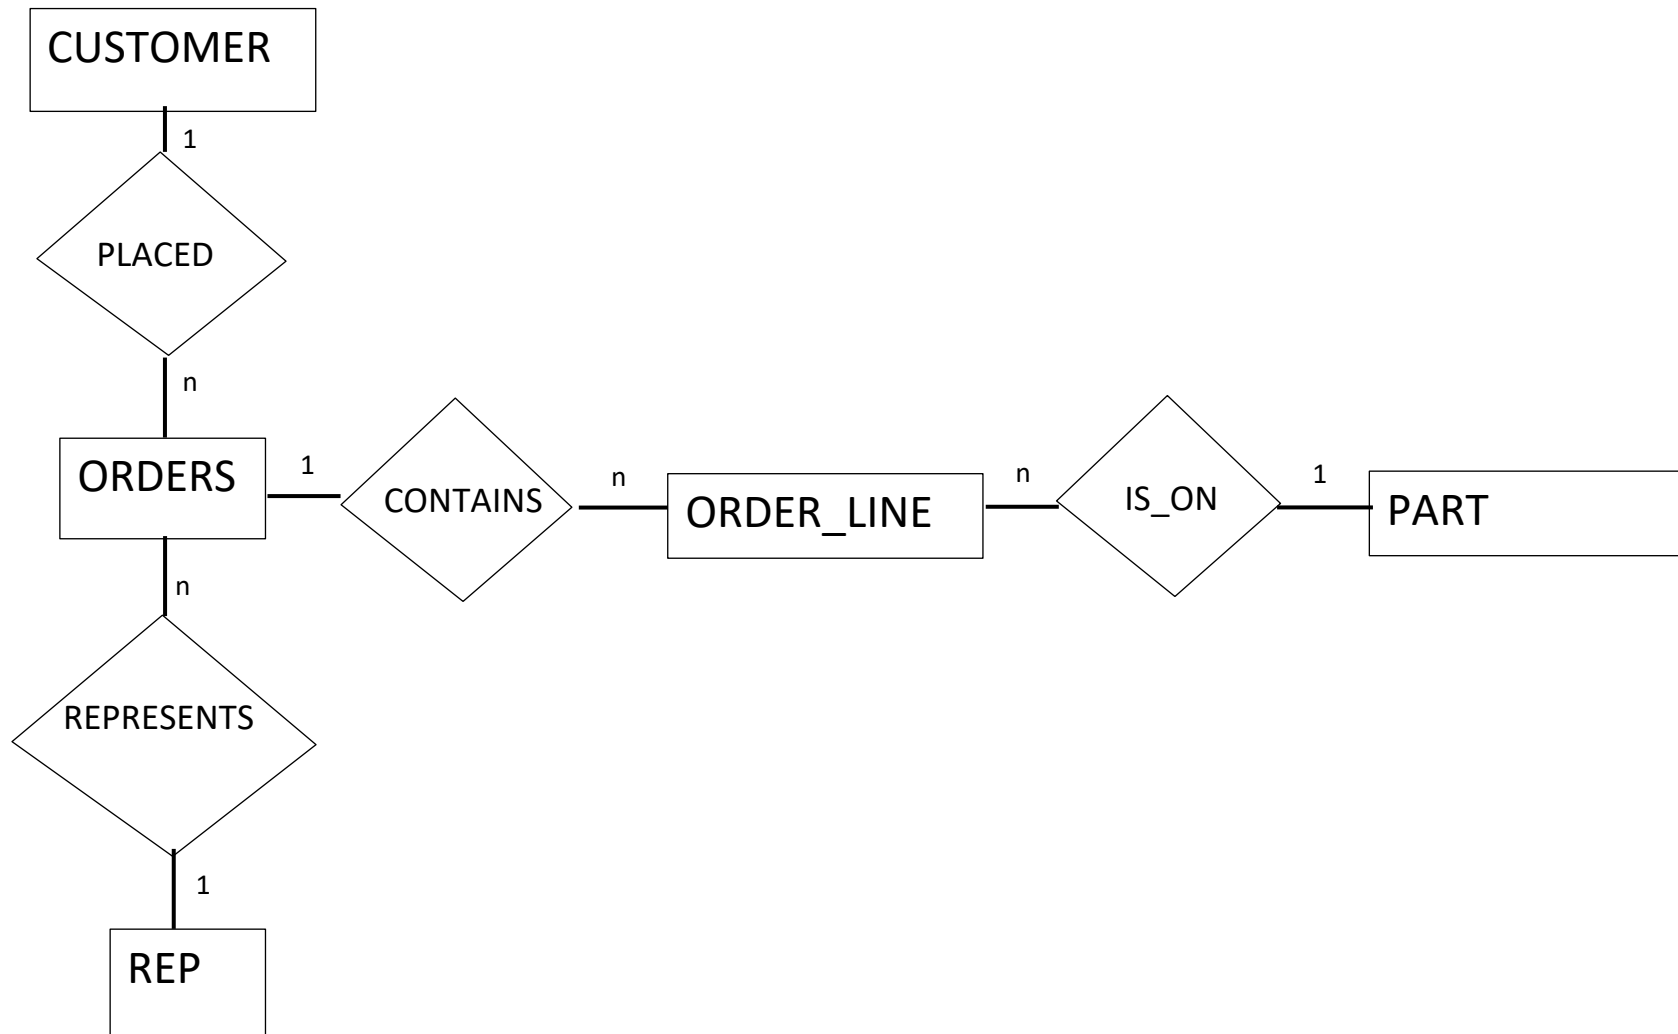 CUSTOMER
1
PLACED
n
ORDERS
1
CONTAINS
n
ORDER_LINE
n
IS_ON
1
PART
n
REPRESENTS
1
REP